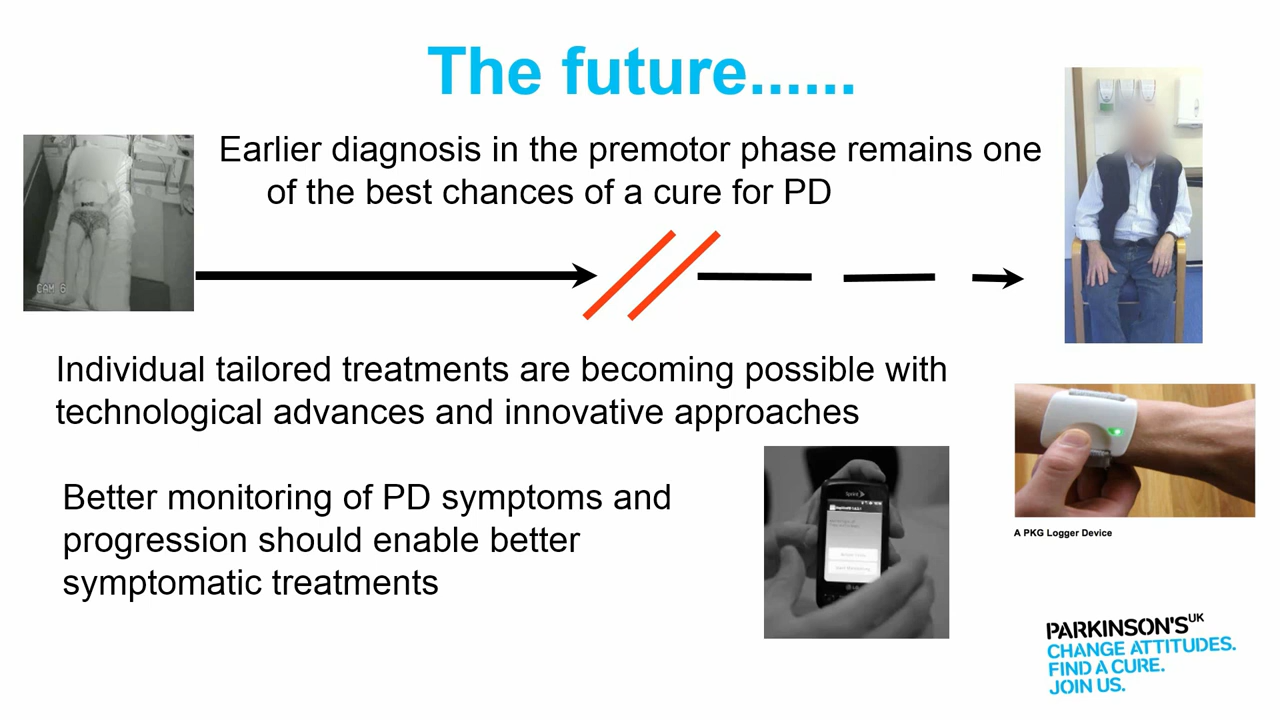 The future......
Earlier diagnosis in the premotor phase remains one
of the best chances of a cure for PD
CAM 6
Individual tailored treatments are becoming possible with
technological advances and innovative approaches
Better monitoring of PD symptoms and
progression should enable better
symptomatic treatments
Sprint
A PKG Logger Device
PARKINSON'S UK
CHANGE ATTITUDES.
FIND A CURE.
JOIN US.